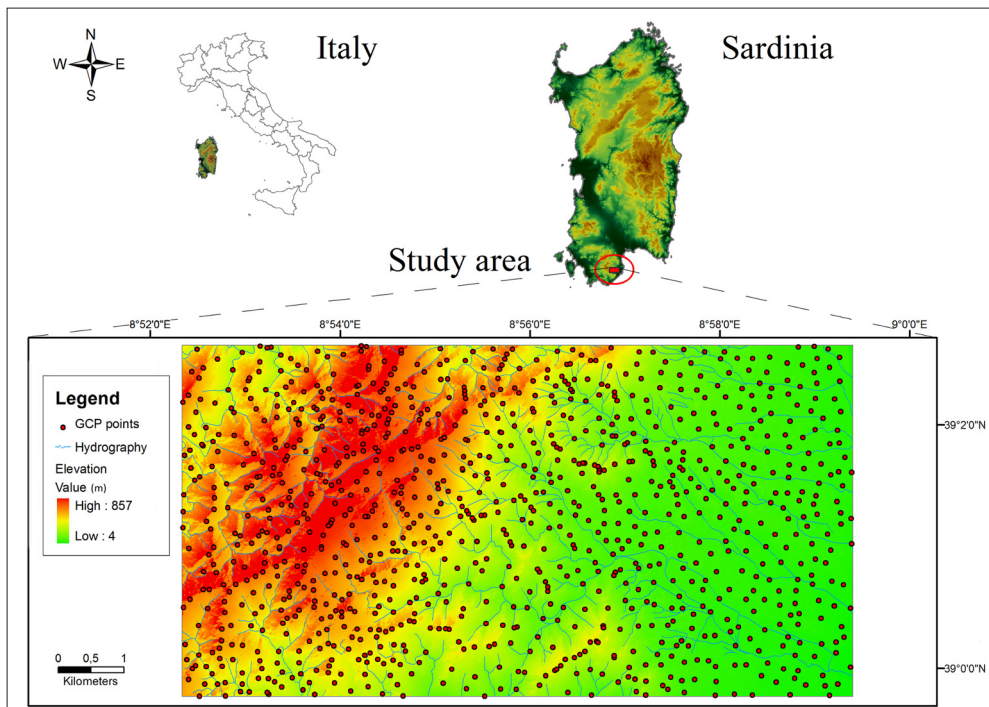 N
W E
S
Italy
Sardinia
Study area
8°52'0"E 8°54'0"E 8°56'0"E 8°58'0"E 9°0'0"E
Legend
GCP points
Hydrography
Elevation
Value (m)
High : 857
Low : 4
39°2'0"N
0 0,5 1
Kilometers
39°0'0"N